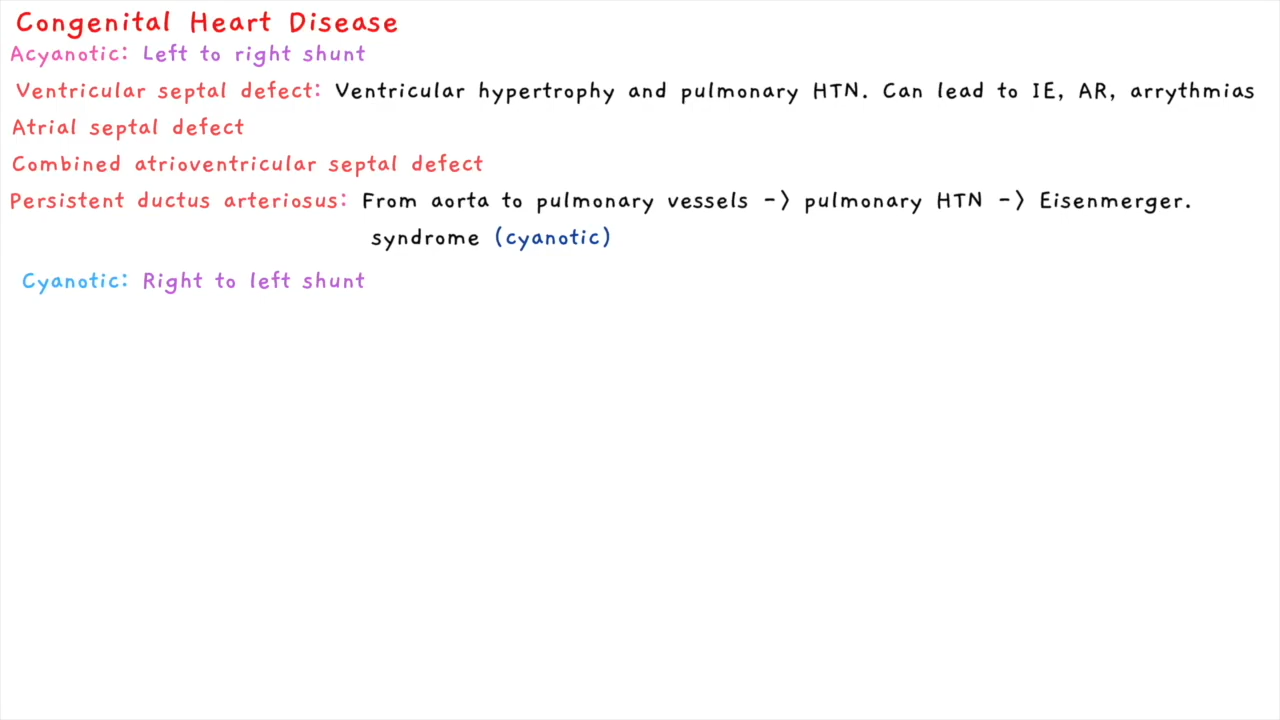 Congenital Heart Disease
Acyanotic: Left to right shunt
Ventricular septal defect: Ventricular hypertrophy and pulmonary HTN. Can lead to IE, AR, arrythmias
Atrial septal defect
Combined atrioventricular septal defect
Persistent ductus arteriosus: From aorta to pulmonary vessels -> pulmonary HTN -> Eisenmerger.
syndrome (cyanotic)
Cyanotic: Right to left shunt